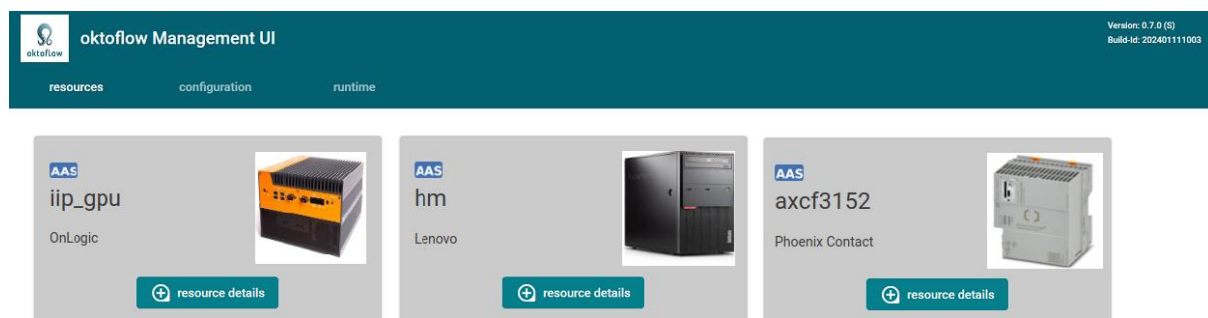 oktoflow
oktoflow Management UI
Version: 0.7.0 (S)
Build-Id: 202401111003
resources
configuration
runtime
AAS
iip_gpu
OnLogic
resource details
AAS
hm
Lenovo
resource details
AAS
axcf3152
Phoenix Contact
resource details